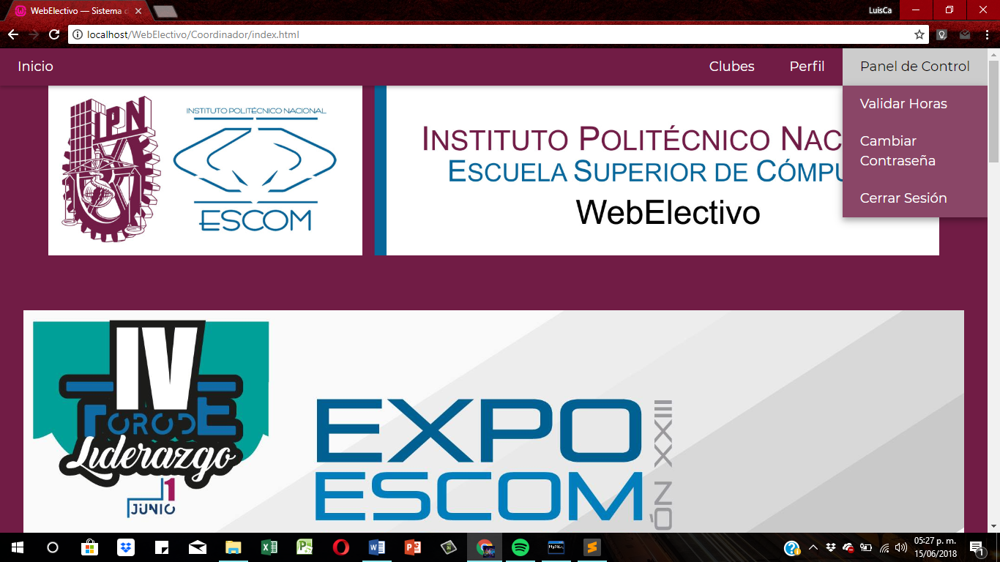 WebElectivo — Sistema d
LuisCa
localhost/WebElectivo/Coordinador/index.html
Inicio
Clubes
Perfil
Panel de Control
Validar Horas
Cambiar
Contraseña
Cerrar Sesión
IPN
INSTITUTO POLITÉCNICO NACIONAL
ESCOM
INSTITUTO POLITÉCNICO NAC
ESCUELA SUPERIOR DE CÓMPU
WebElectivo
IV
FORO DE
Liderazgo
1
JUNIO
EXPO
ESCOM
ÓN XXIII
05:27 p. m.
15/06/2018
1